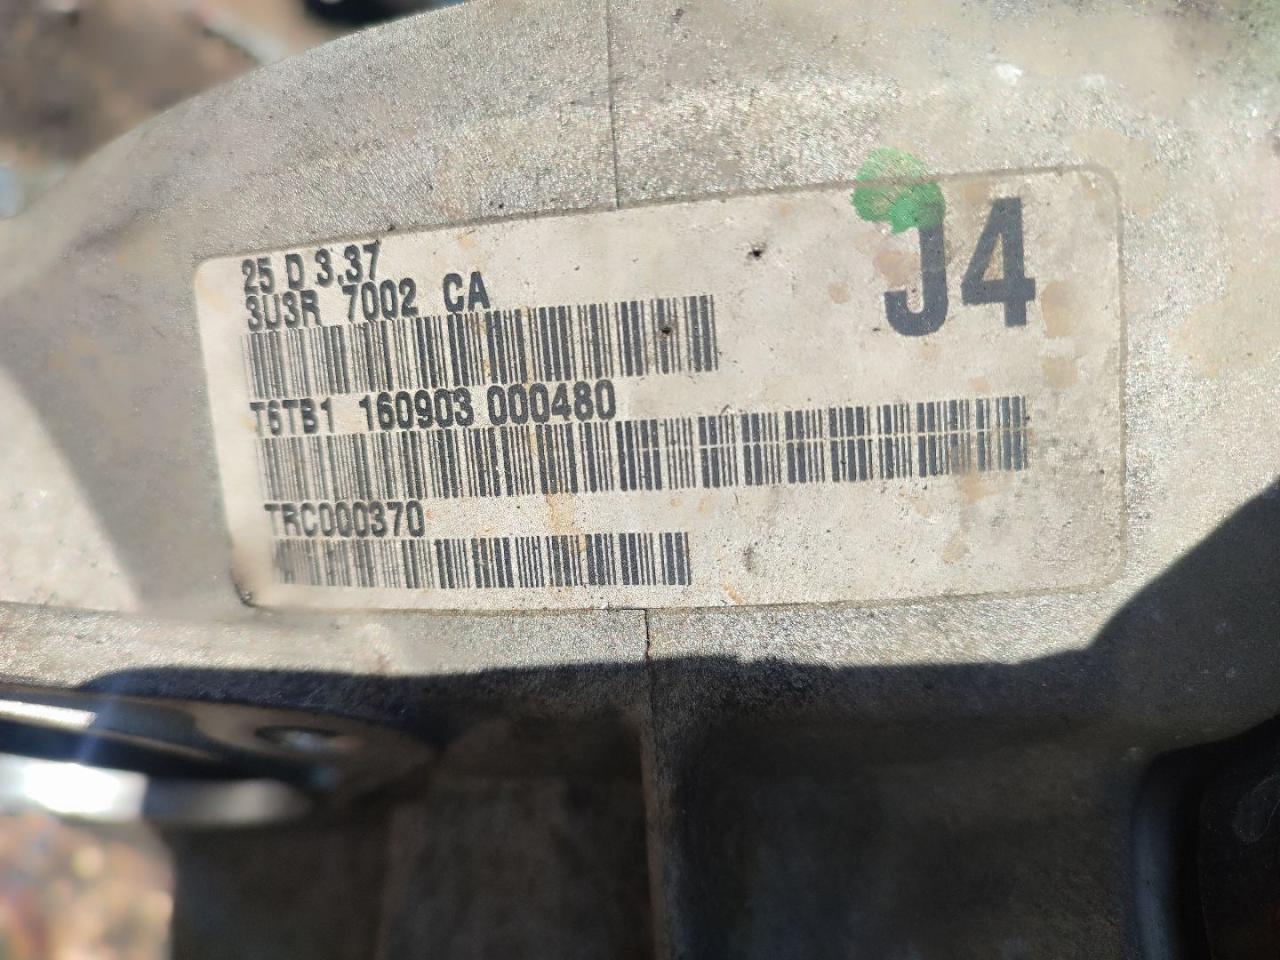 25 D 3.37
3U3R 7002 CA
J4
T6TB1 160903 000480
TRC000370